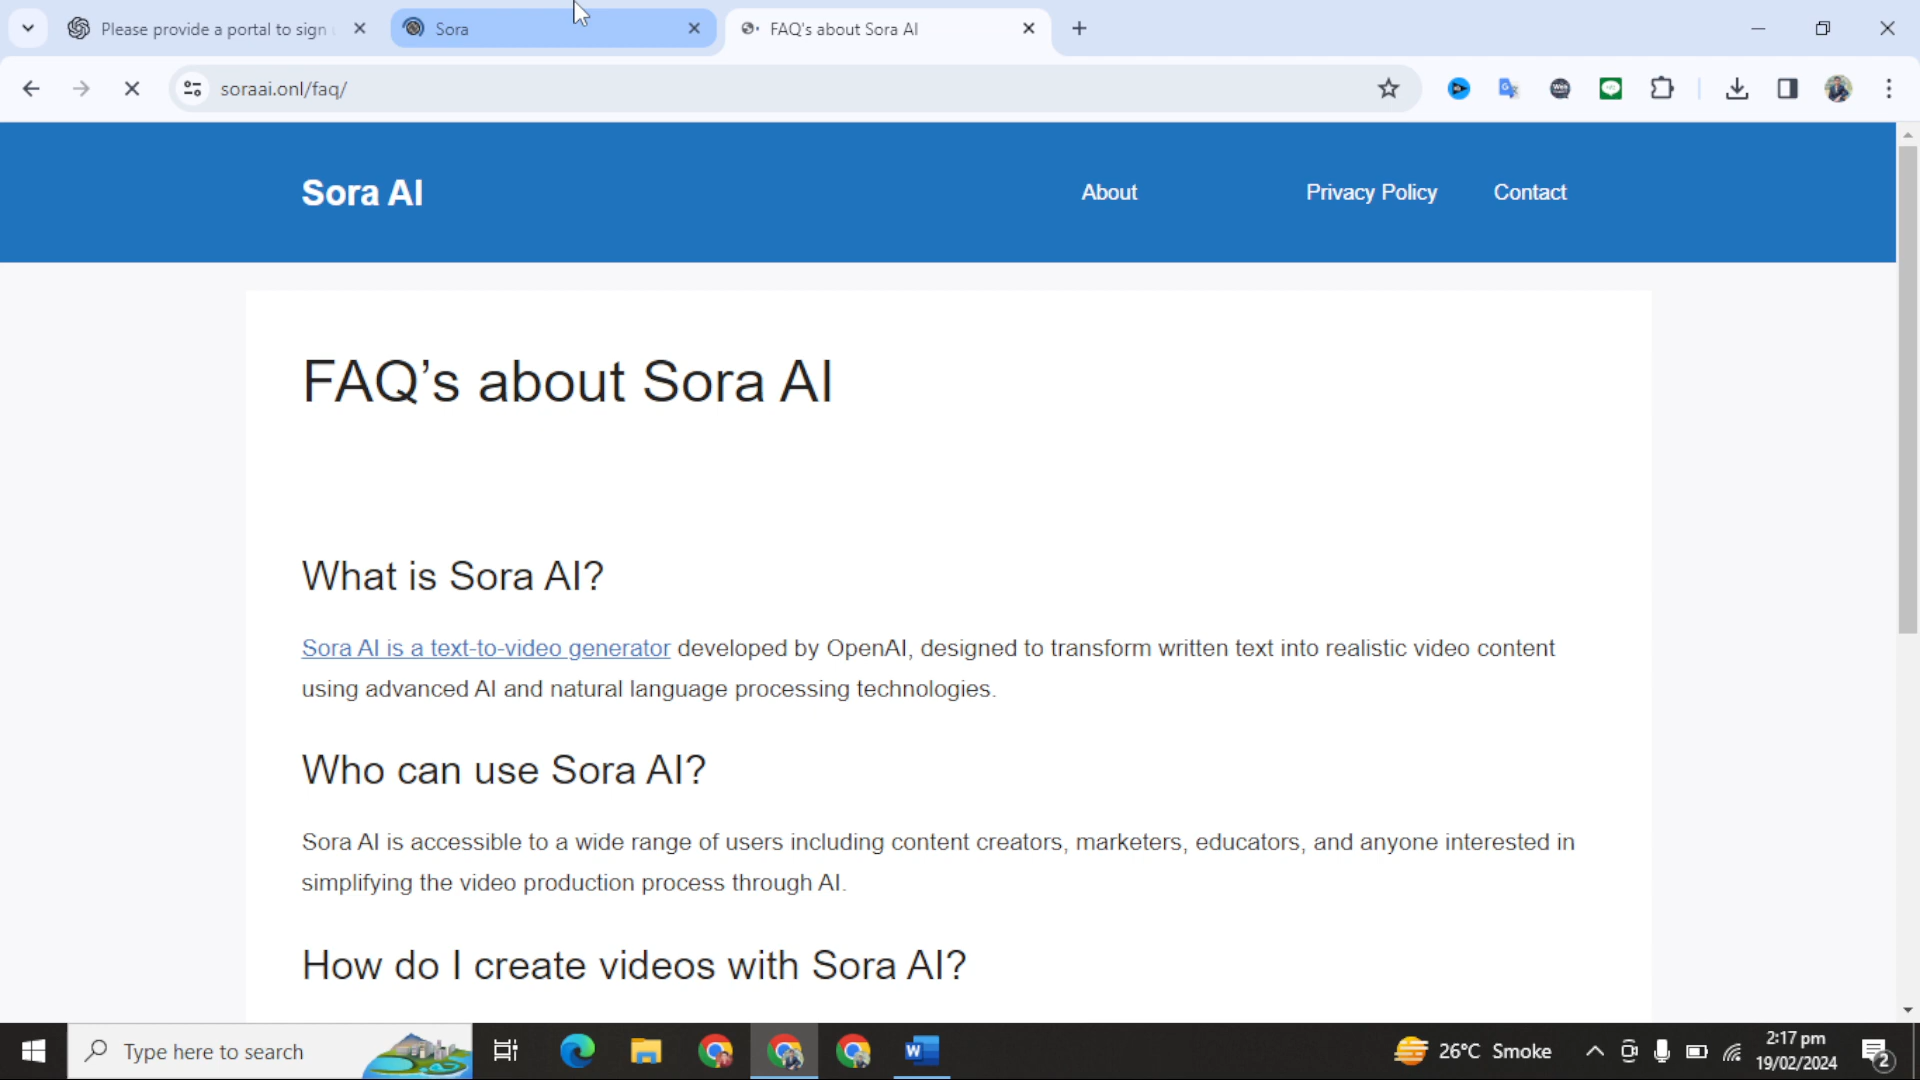 Please provide a portal to sign
Sora
FAQ's about Sora AI
soraai.onl/faq/
Sora AI
About
Privacy Policy
Contact
FAQ's about Sora AI
What is Sora AI?
Sora AI is a text-to-video generator developed by OpenAI, designed to transform written text into realistic video content
using advanced AI and natural language processing technologies.
Who can use Sora AI?
Sora AI is accessible to a wide range of users including content creators, marketers, educators, and anyone interested in
simplifying the video production process through AI.
How do I create videos with Sora AI?
Type here to search
26°C Smoke
2:17 pm
19/02/2024
2